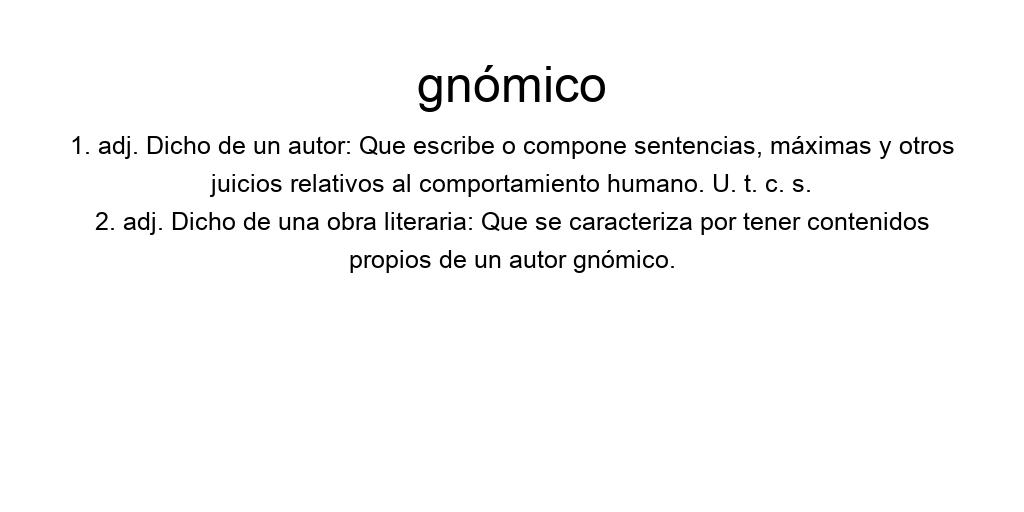 gnómico
1. adj. Dicho de un autor: Que escribe o compone sentencias, máximas y otros
juicios relativos al comportamiento humano. U. t. c. s.
2. adj. Dicho de una obra literaria: Que se caracteriza por tener contenidos
propios de un autor gnómico.